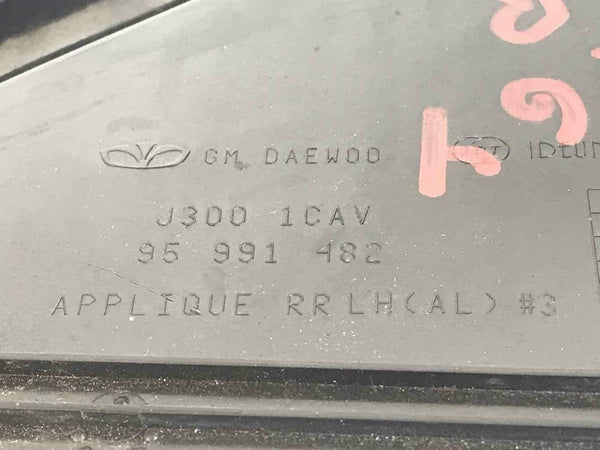 GM DAEWOO
J300 1CAV
95 991 482
APPLIQUE RR LH(AL) #3